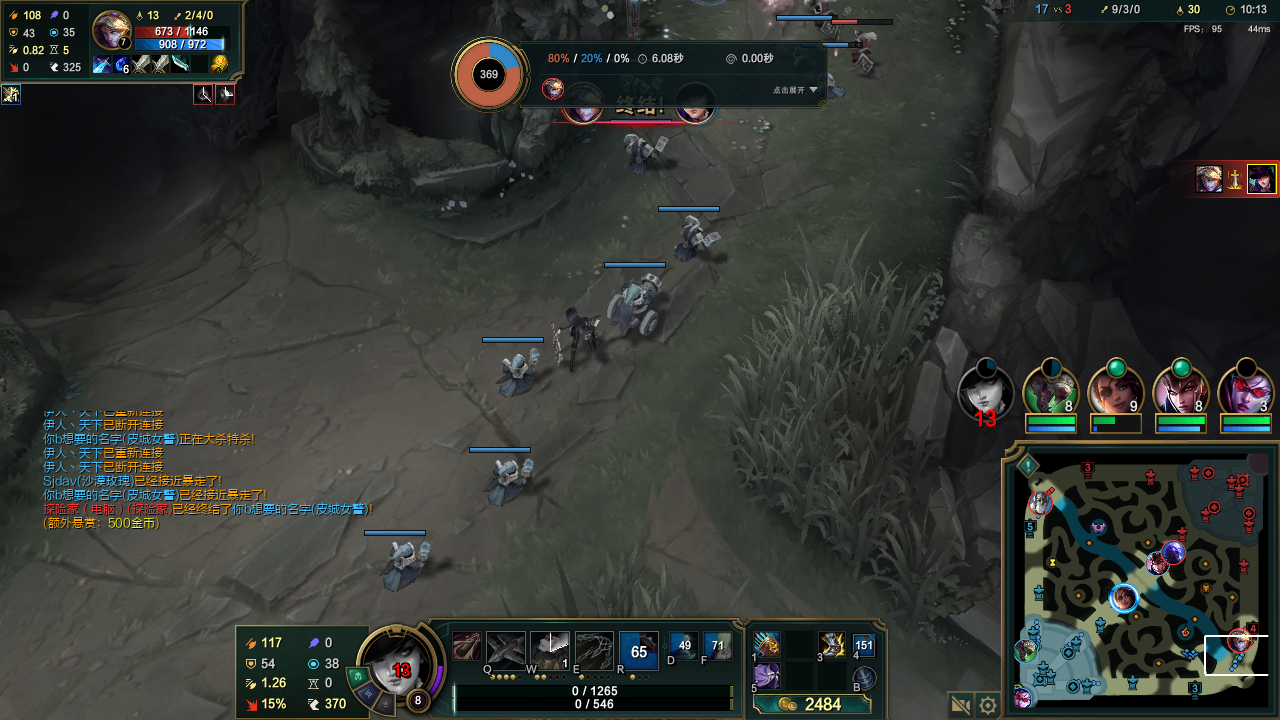 108 0 13 2/4/0
43 35 673 / 1146
0.82 5 908 / 972
0 325 7 6
369
80% / 20% / 0% 6.08秒 0.00秒
点击展开
终结!
17 vs 3 9/3/0 30 10:13
FPS: 95 44ms
13 8 9 8 3
伊人、天下已重新连接
伊人、天下已断开连接
你b想要的名字(皮城女警)正在大杀特杀!
伊人、天下已重新连接
伊人、天下已断开连接
Sjdav(沙漠玫瑰)已经接近暴走了!
你b想要的名字(皮城女警)已经接近暴走了!
探险家（电脑）(探险家)已经终结了你b想要的名字(皮城女警)!
(额外悬赏: 500金币)
3
5
4
3
117 0
54 38
1.26 0
15% 370
13
8
Q W 1 E R 65 D 49 F 71
0 / 1265
0 / 546
1 3 4 151
5 B
2484